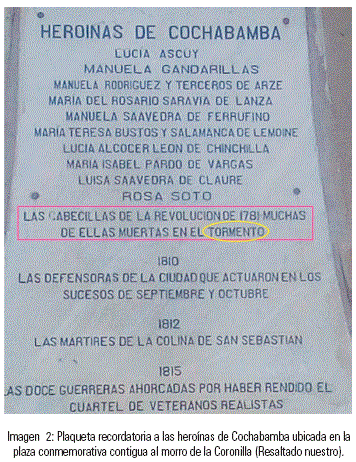 HEROINAS DE COCHABAMBA
LUCIA ASCUY
MANUELA GANDARILLAS
MANUELA RODRIGUEZ Y TERCEROS DE ARZE
MARIA DEL ROSARIO SARAVIA DE LANZA
MANUELA SAAVEDRA DE FERRUFINO
MARIA TERESA BUSTOS Y SALAMANCA DE LEMOINE
LUCIA ALCOCER LEON DE CHINCHILLA
MARIA ISABEL PARDO DE VARGAS
LUISA SAAVEDRA DE CLAURE
ROSA SOTO
LAS CABECILLAS DE LA REVOLUCION DE 1781 MUCHAS
DE ELLAS MUERTAS EN EL TORMENTO
1810
LAS DEFENSORAS DE LA CIUDAD QUE ACTUARON EN LOS
SUCESOS DE SEPTIEMBRE Y OCTUBRE
1812
LAS MARTIRES DE LA COLINA DE SAN SEBASTIAN
1815
LAS DOCE GUERRERAS AHORCADAS POR HABER RENDIDO EL
CUARTEL DE VETERANOS REALISTAS
Imagen 2: Plaqueta recordatoria a las heroínas de Cochabamba ubicada en la
plaza conmemorativa contigua al morro de la Coronilla (Resaltado nuestro).